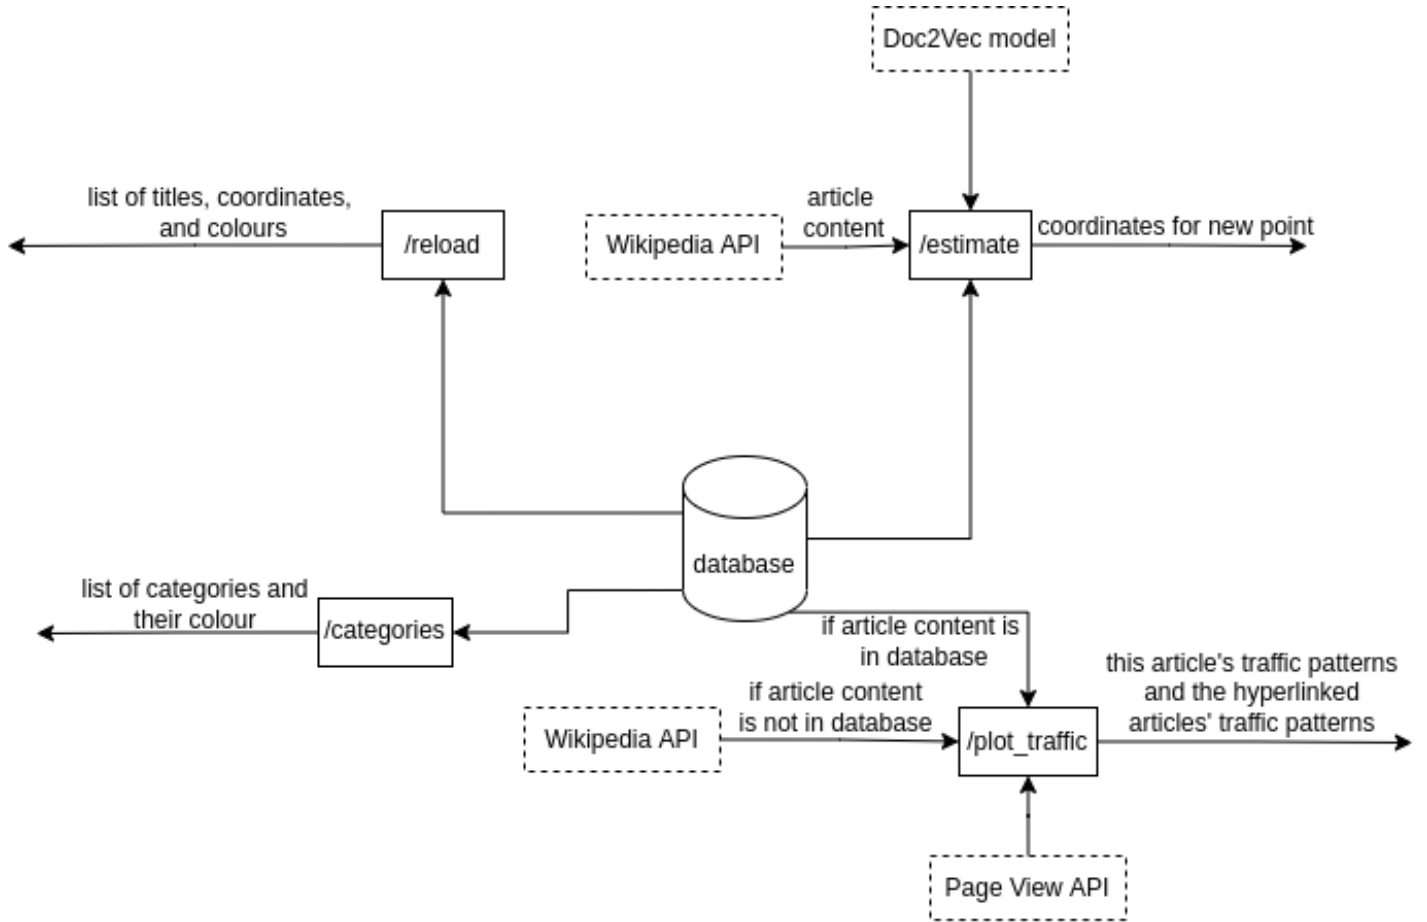 Doc2Vec model
list of titles, coordinates,
and colours
/reload
Wikipedia API
article
content
/estimate
coordinates for new point
database
list of categories and
their colour
/categories
if article content is
in database
if article content
is not in database
Wikipedia API
/plot_traffic
this article's traffic patterns
and the hyperlinked
articles' traffic patterns
Page View API